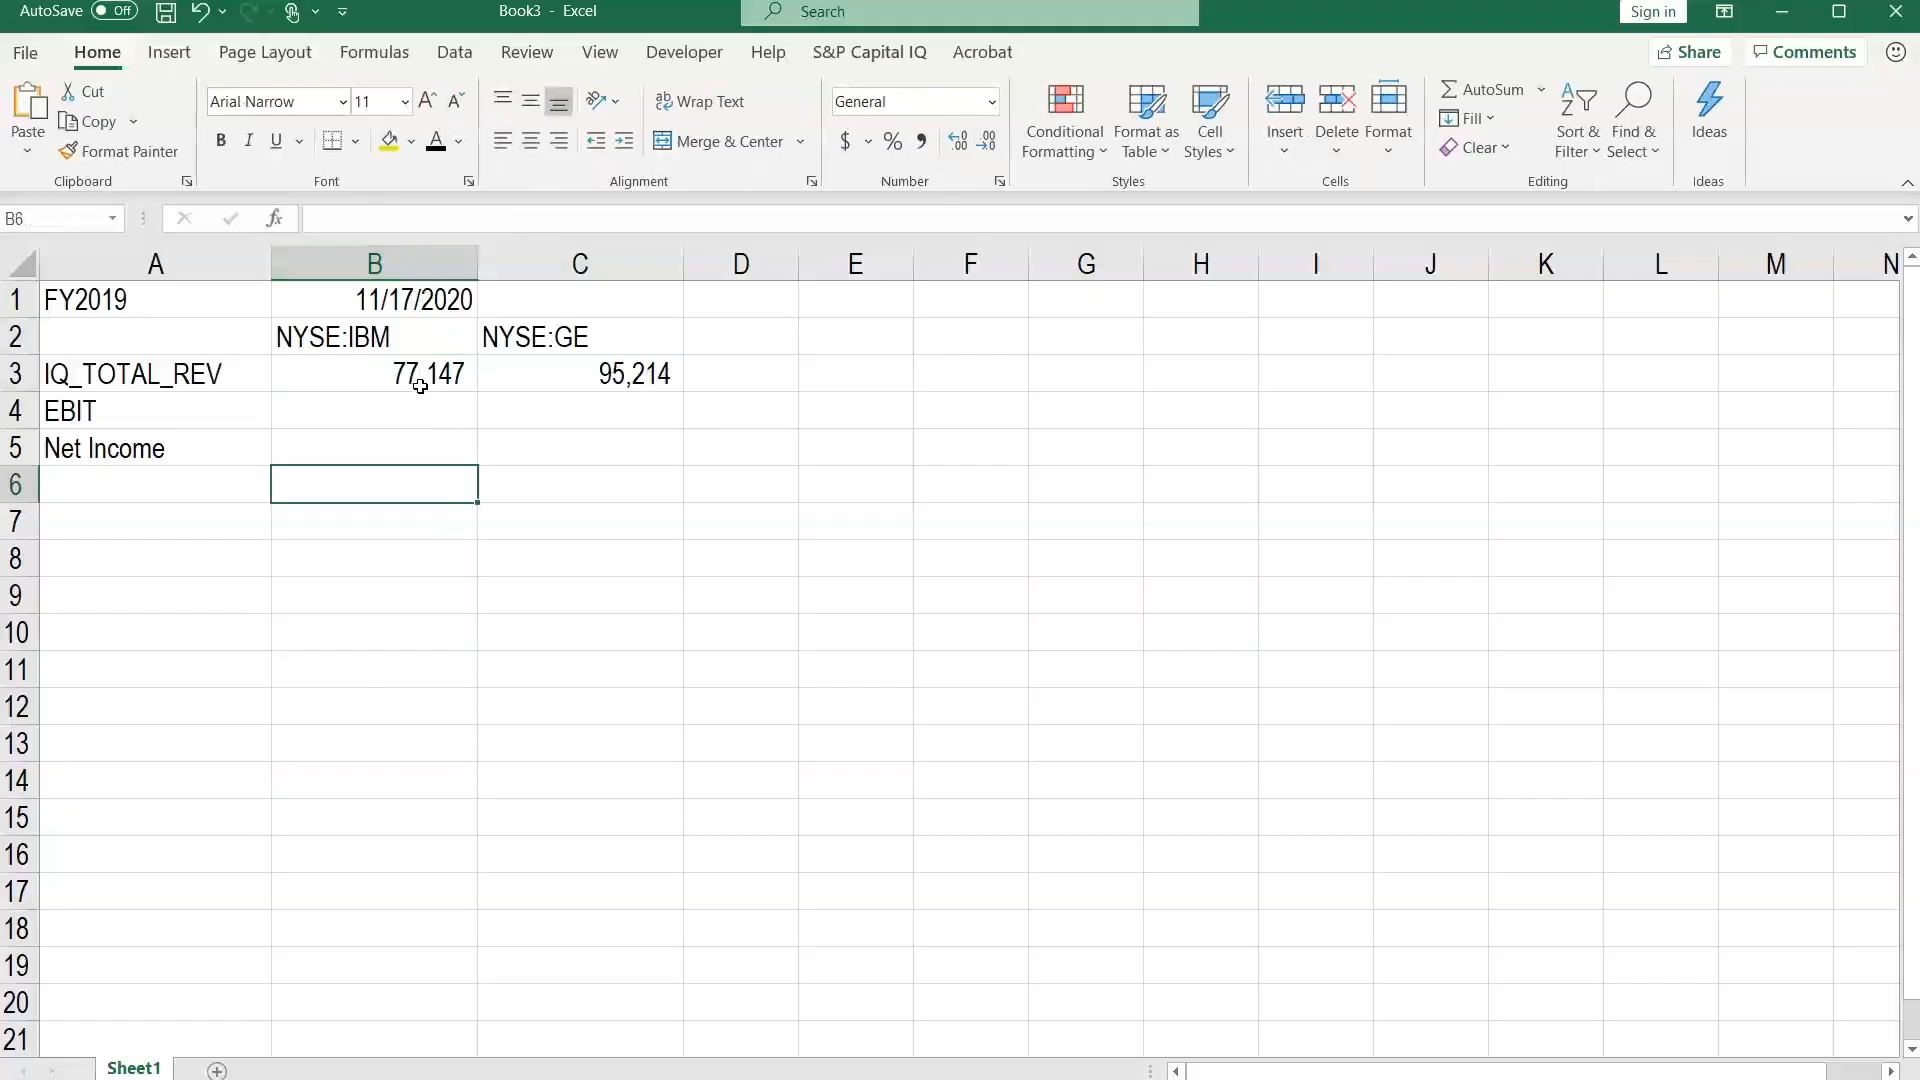 AutoSave Off Book3 - Excel Search Sign in
File Home Insert Page Layout Formulas Data Review View Developer Help S&P Capital IQ Acrobat Share Comments
Paste Cut Copy Format Painter Clipboard
Arial Narrow 11 A^ A˅ B I U A Font
ab Wrap Text Merge & Center Alignment
General $ % , .00 .00 Number
Conditional Formatting Format as Table Cell Styles Styles
Insert Delete Format Cells
AutoSum Fill Clear Sort & Filter Find & Select Editing
Ideas Ideas
B6 fx
A B C D E F G H I J K L M N
1 FY2019 11/17/2020
2 NYSE:IBM NYSE:GE
3 IQ_TOTAL_REV 77,147 95,214
4 EBIT
5 Net Income
6
7
8
9
10
11
12
13
14
15
16
17
18
19
20
21
Sheet1